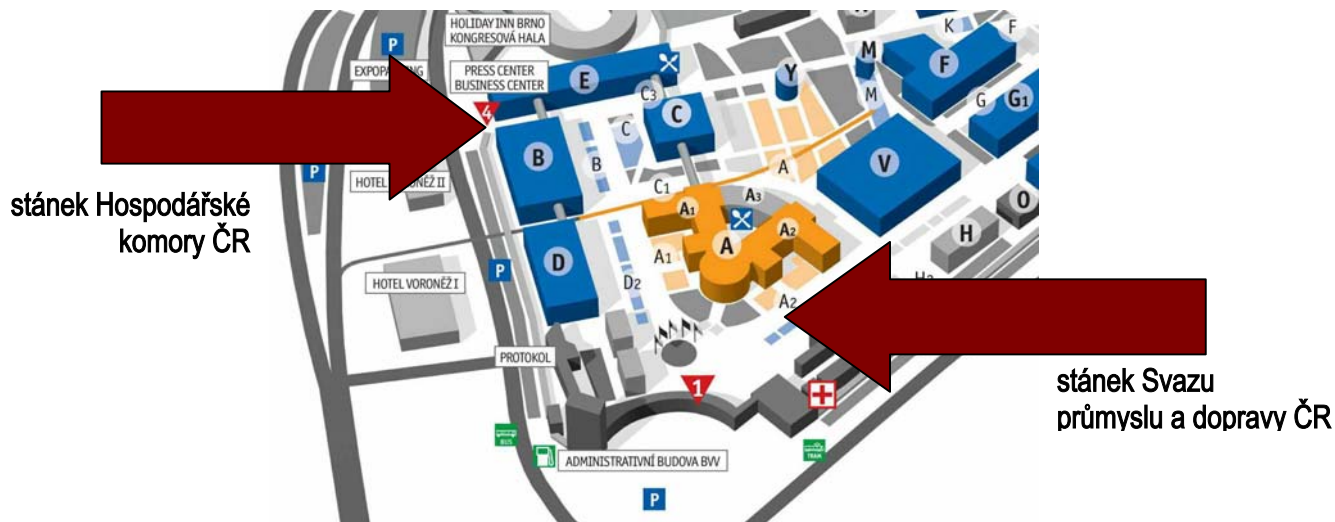 HOLIDAY INN BRNO
KONGRESOVÁ HALA
P
PRESS CENTER
BUSINESS CENTER
E
C3
C
C
Y
M
M
K
F
F
G
G1
4
B
B
V
A
P
HOTEL VORONĚŽ II
stánek Hospodářské
komory ČR
C1
A1
A3
A2
A
A1
O
H
D
D2
P
HOTEL VORONĚŽ I
A2
PROTOKOL
1
stánek Svazu
průmyslu a dopravy ČR
BUS
TRAM
ADMINISTRATIVNÍ BUDOVA BVV
P